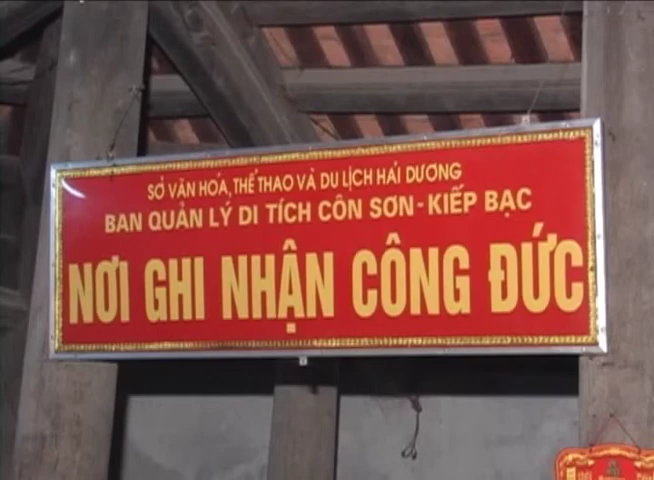 SỞ VĂN HÓA, THỂ THAO VÀ DU LỊCH HẢI DƯƠNG
BAN QUẢN LÝ DI TÍCH CÔN SƠN - KIẾP BẠC
NƠI GHI NHẬN CÔNG ĐỨC